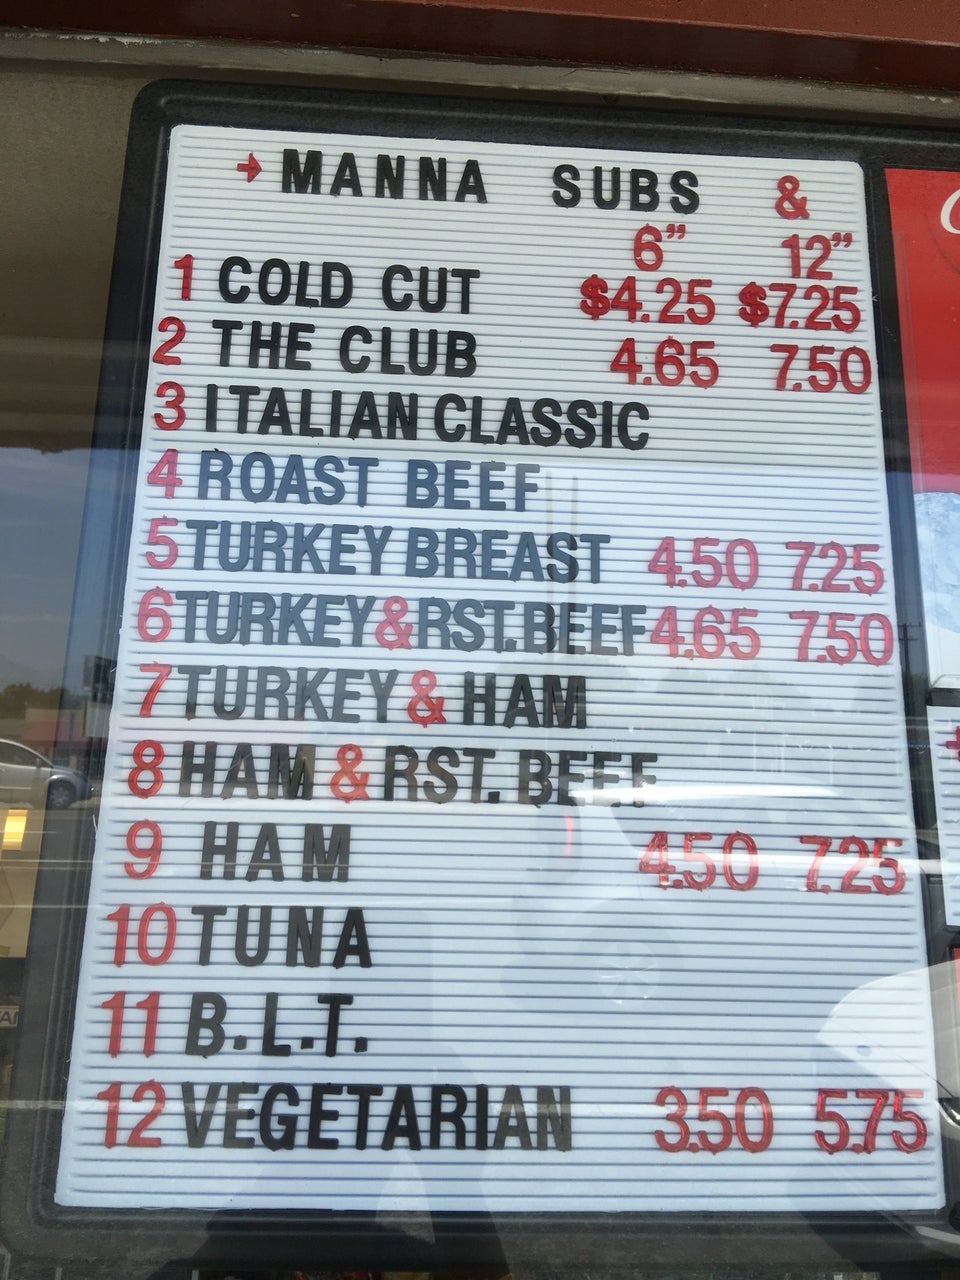 → MANNA SUBS &
6” 12”
1 COLD CUT $4.25 $7.25
2 THE CLUB 4.65 7.50
3 ITALIAN CLASSIC
4 ROAST BEEF
5 TURKEY BREAST 4.50 7.25
6 TURKEY & RST. BEEF 4.65 7.50
7 TURKEY & HAM
8 HAM & RST. BEEF
9 HAM 4.50 7.25
10 TUNA
11 B.L.T.
12 VEGETARIAN 3.50 5.75